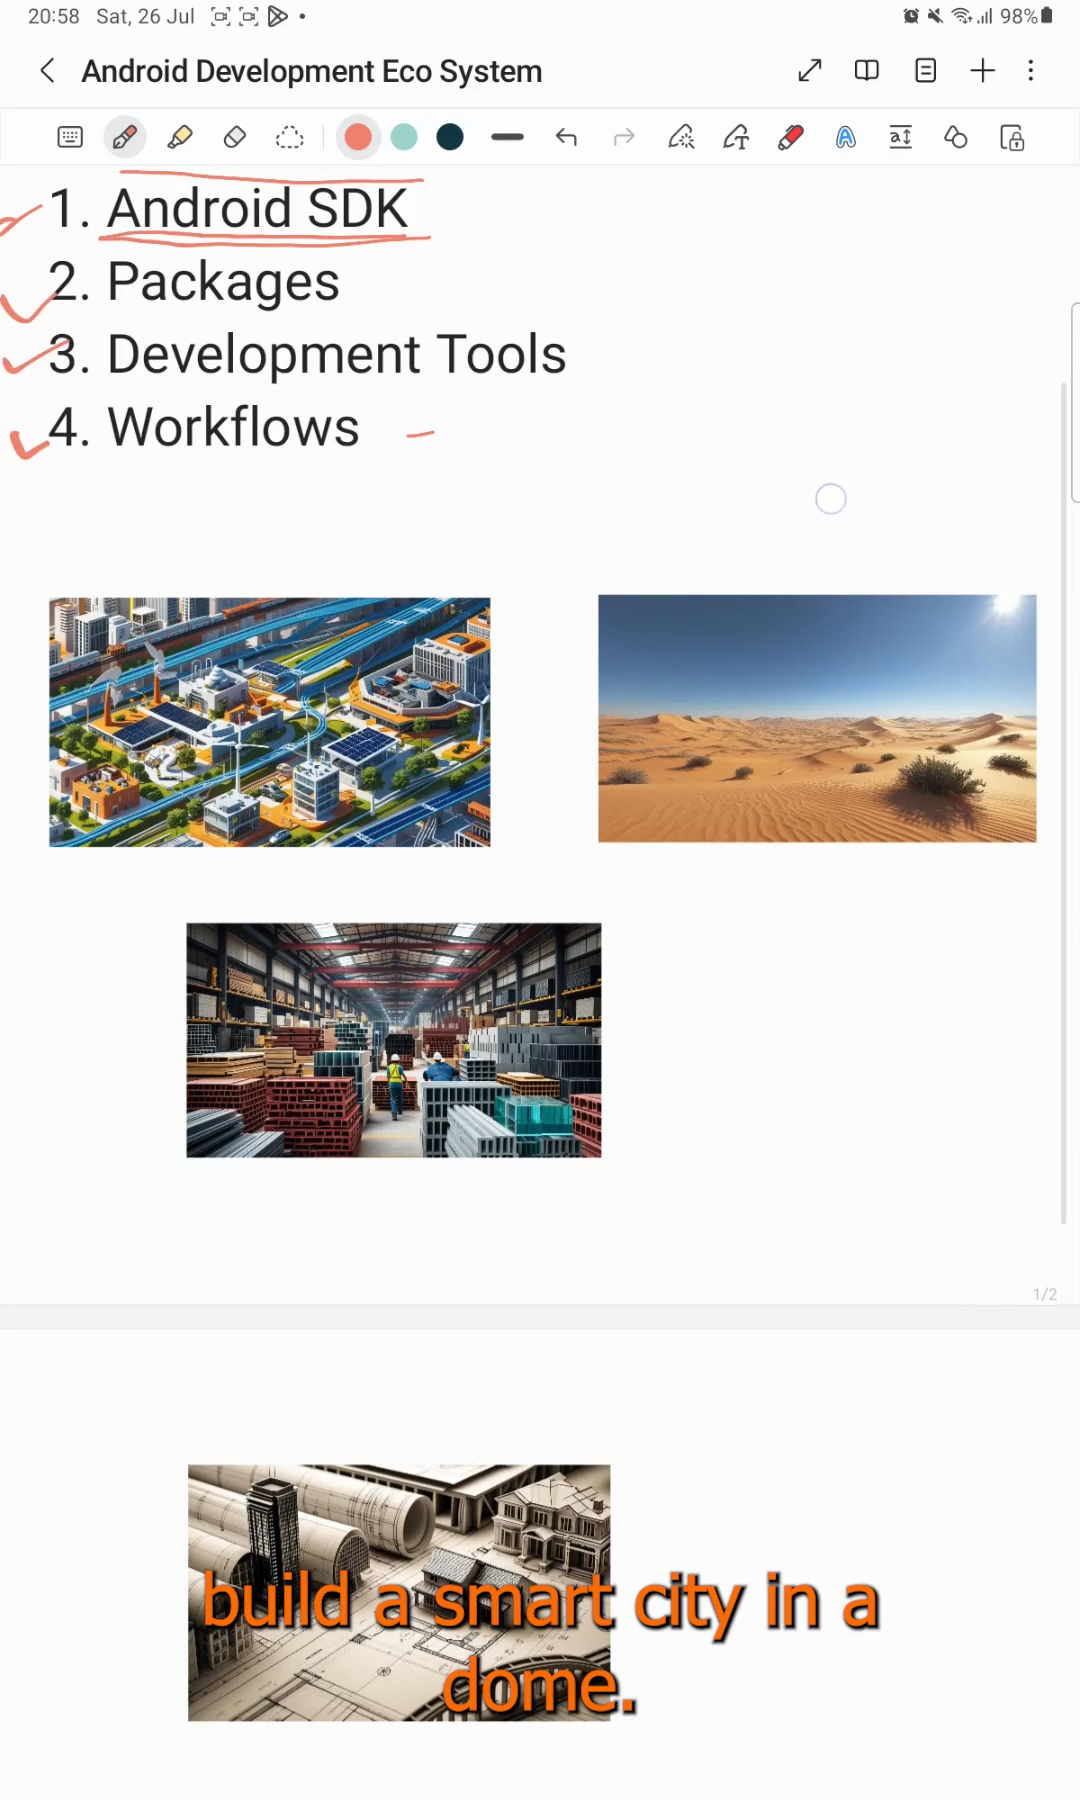 20:58 Sat, 26 Jul 98%
Android Development Eco System
1. Android SDK
2. Packages
3. Development Tools
4. Workflows
1/2
build a smart city in a
dome.